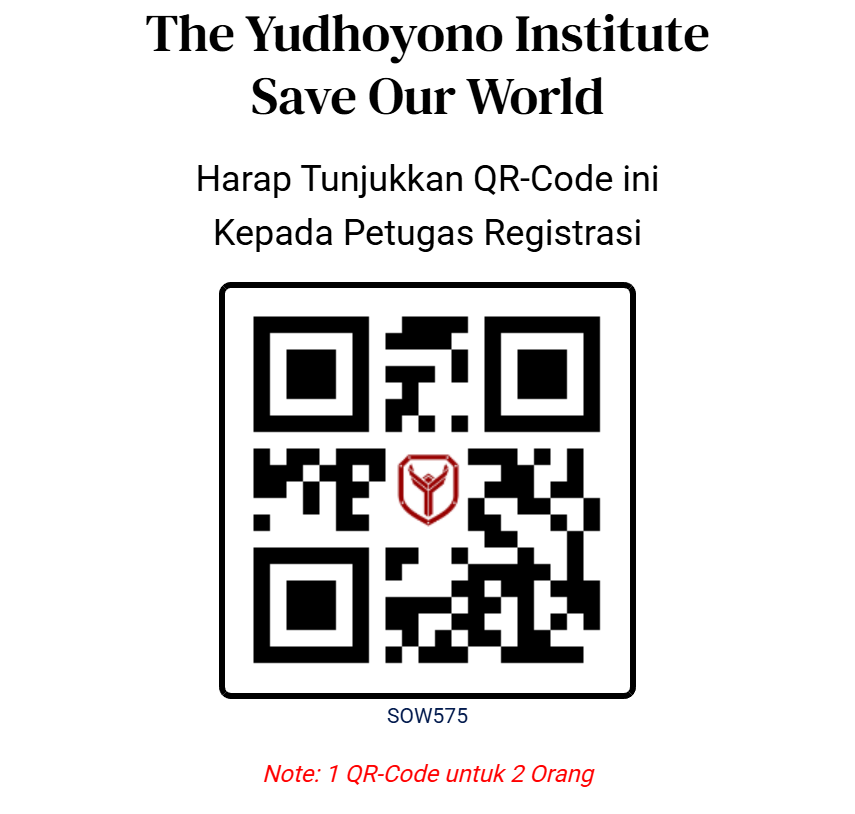 The Yudhoyono Institute
Save Our World
Harap Tunjukkan QR-Code ini
Kepada Petugas Registrasi
SOW575
Note: 1 QR-Code untuk 2 Orang